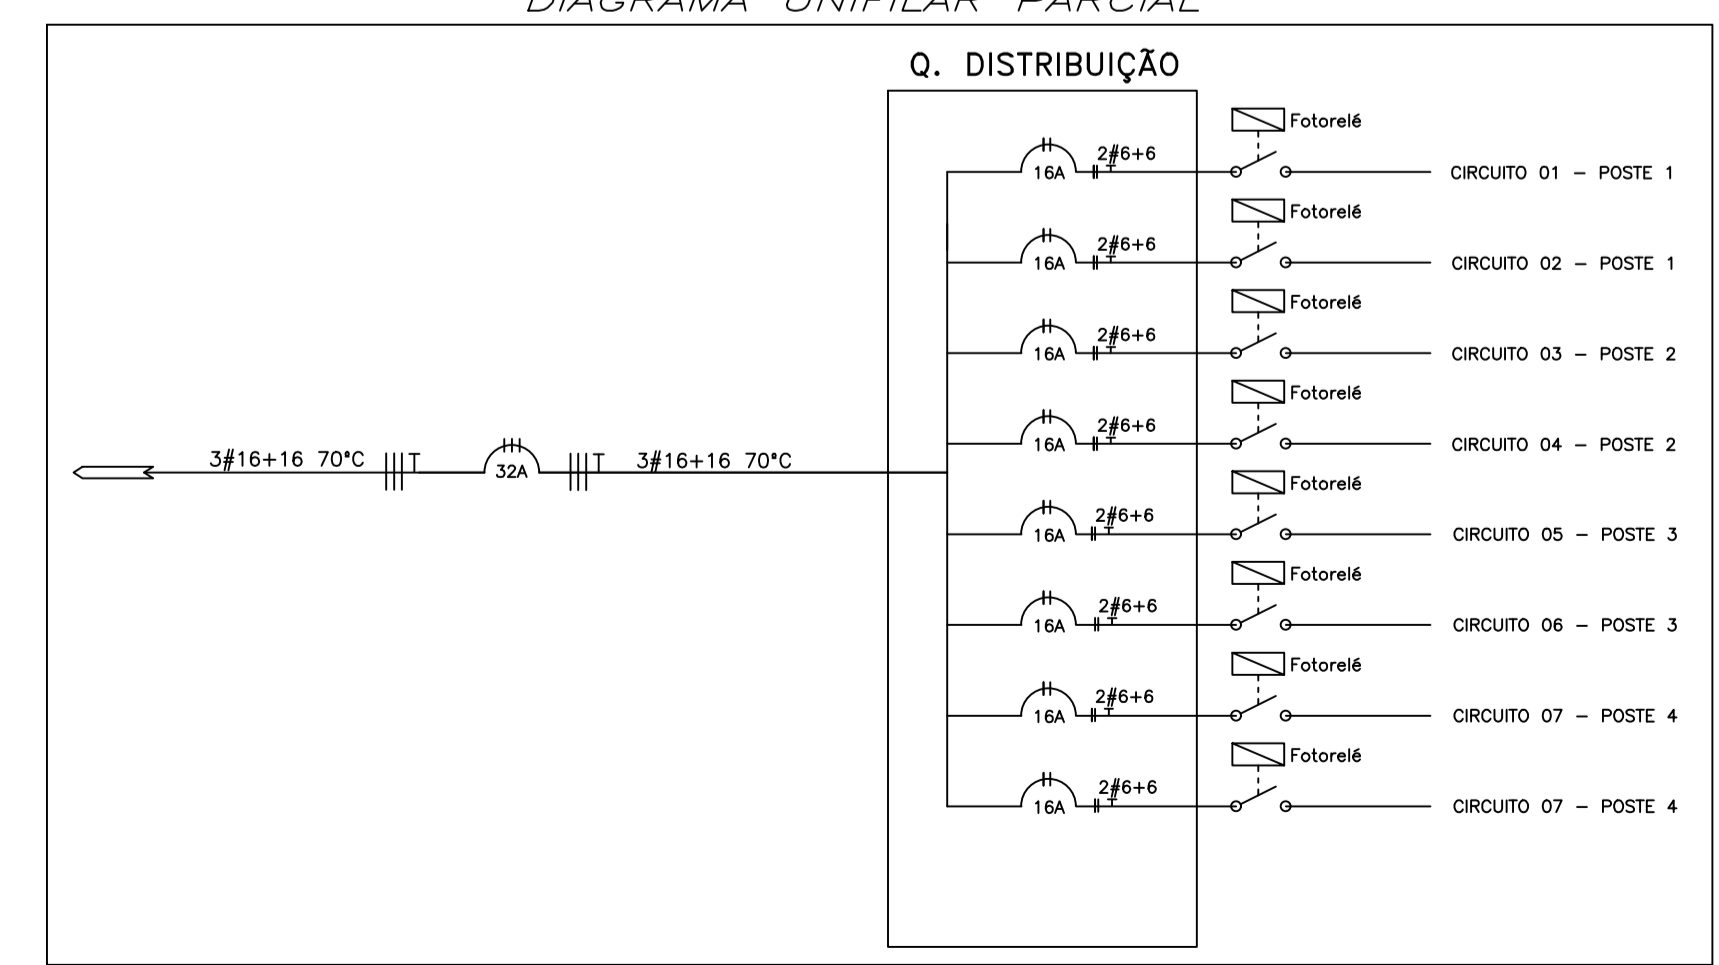 DIAGRAMA UNIFILAR PARCIAL
Q. DISTRIBUIÇÃO
Fotorelé
16A 2#6+6 CIRCUITO 01 - POSTE 1
Fotorelé
16A 2#6+6 CIRCUITO 02 - POSTE 1
Fotorelé
16A 2#6+6 CIRCUITO 03 - POSTE 2
Fotorelé
16A 2#6+6 CIRCUITO 04 - POSTE 2
3#16+16 70°C T 32A T 3#16+16 70°C
Fotorelé
16A 2#6+6 CIRCUITO 05 - POSTE 3
Fotorelé
16A 2#6+6 CIRCUITO 06 - POSTE 3
Fotorelé
16A 2#6+6 CIRCUITO 07 - POSTE 4
Fotorelé
16A 2#6+6 CIRCUITO 07 - POSTE 4